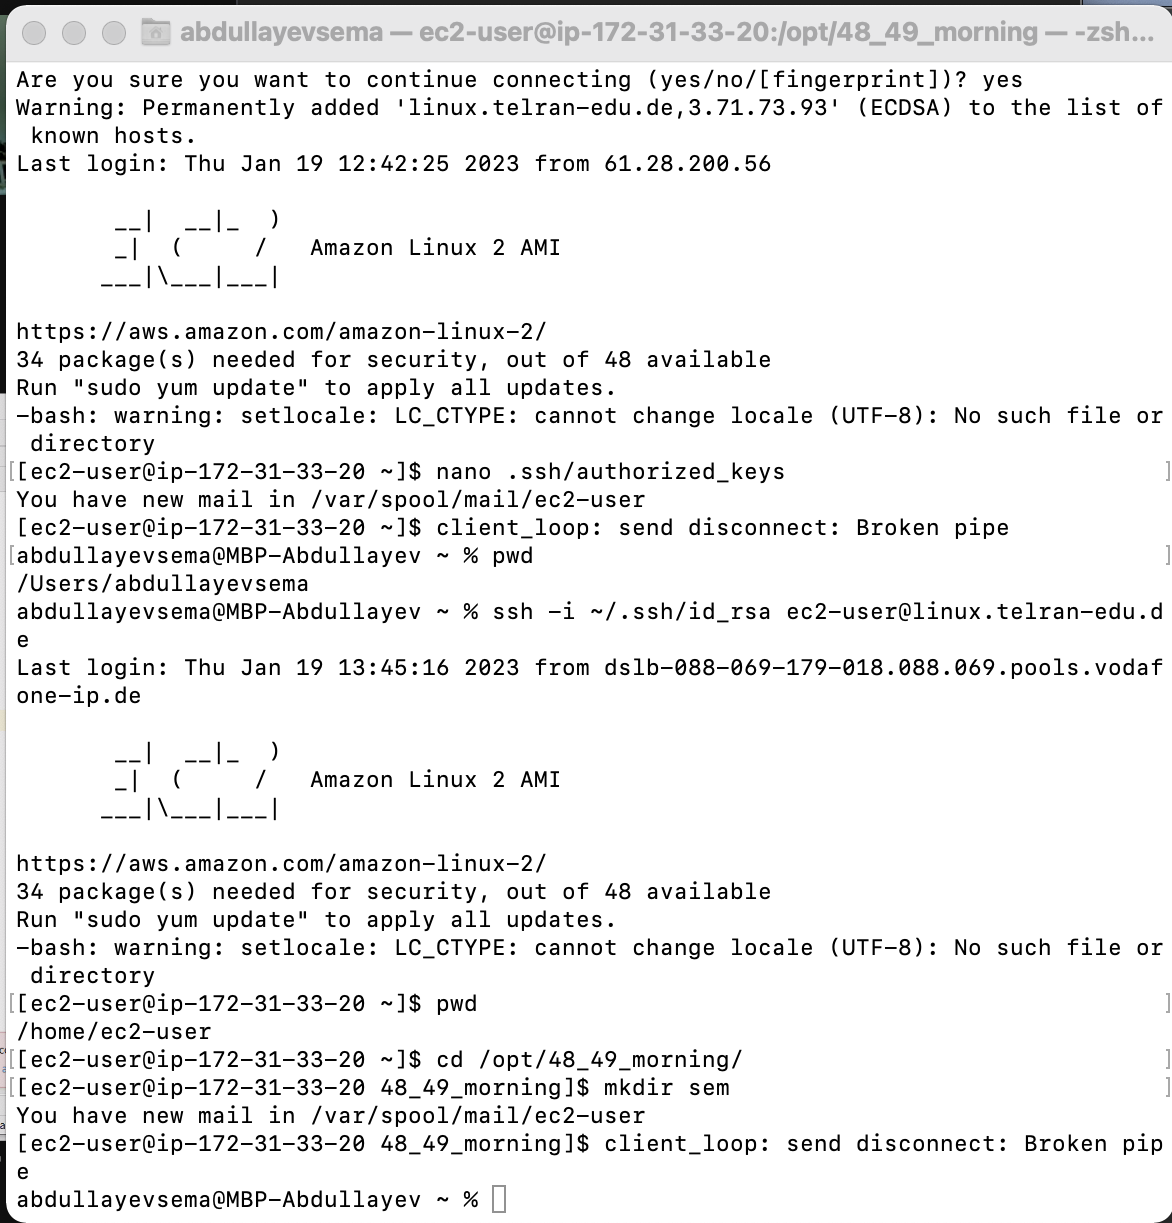 abdullayevsema — ec2-user@ip-172-31-33-20:/opt/48_49_morning — -zsh...
Are you sure you want to continue connecting (yes/no/[fingerprint])? yes
Warning: Permanently added 'linux.telran-edu.de,3.71.73.93' (ECDSA) to the list of
 known hosts.
Last login: Thu Jan 19 12:42:25 2023 from 61.28.200.56
       __|  __|_  )
       _|  (     /   Amazon Linux 2 AMI
      ___|\___|___|
https://aws.amazon.com/amazon-linux-2/
34 package(s) needed for security, out of 48 available
Run "sudo yum update" to apply all updates.
-bash: warning: setlocale: LC_CTYPE: cannot change locale (UTF-8): No such file or
 directory
[[ec2-user@ip-172-31-33-20 ~]$ nano .ssh/authorized_keys ]
You have new mail in /var/spool/mail/ec2-user
[ec2-user@ip-172-31-33-20 ~]$ client_loop: send disconnect: Broken pipe
[abdullayevsema@MBP-Abdullayev ~ % pwd ]
/Users/abdullayevsema
abdullayevsema@MBP-Abdullayev ~ % ssh -i ~/.ssh/id_rsa ec2-user@linux.telran-edu.d
e
Last login: Thu Jan 19 13:45:16 2023 from dslb-088-069-179-018.088.069.pools.vodaf
one-ip.de
       __|  __|_  )
       _|  (     /   Amazon Linux 2 AMI
      ___|\___|___|
https://aws.amazon.com/amazon-linux-2/
34 package(s) needed for security, out of 48 available
Run "sudo yum update" to apply all updates.
-bash: warning: setlocale: LC_CTYPE: cannot change locale (UTF-8): No such file or
 directory
[[ec2-user@ip-172-31-33-20 ~]$ pwd ]
/home/ec2-user
[[ec2-user@ip-172-31-33-20 ~]$ cd /opt/48_49_morning/ ]
[[ec2-user@ip-172-31-33-20 48_49_morning]$ mkdir sem ]
You have new mail in /var/spool/mail/ec2-user
[ec2-user@ip-172-31-33-20 48_49_morning]$ client_loop: send disconnect: Broken pip
e
abdullayevsema@MBP-Abdullayev ~ %